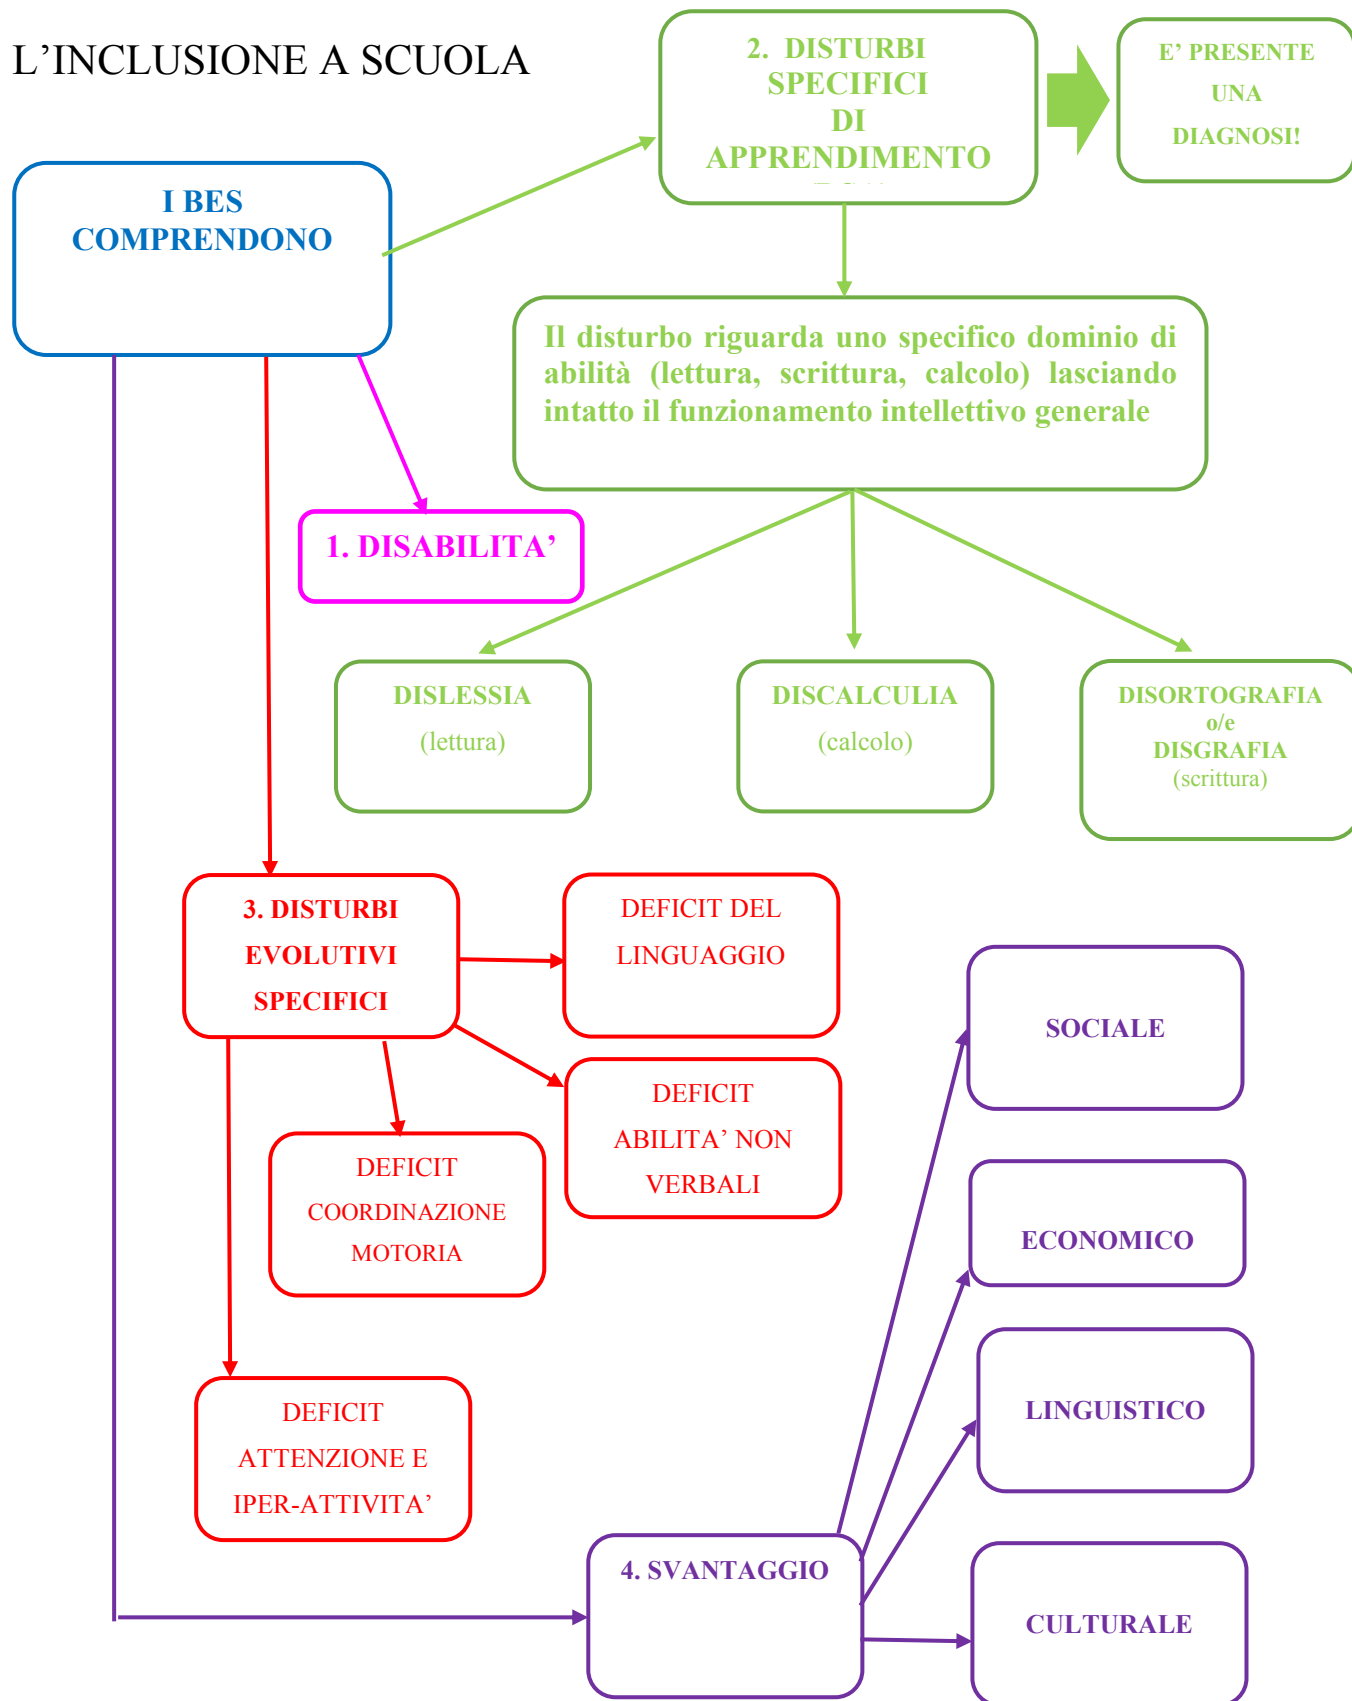 L’INCLUSIONE A SCUOLA
2. DISTURBI
SPECIFICI
DI
APPRENDIMENTO
E’ PRESENTE
UNA
DIAGNOSI!
I BES
COMPRENDONO
Il disturbo riguarda uno specifico dominio di
abilità (lettura, scrittura, calcolo) lasciando
intatto il funzionamento intellettivo generale
1. DISABILITA’
DISLESSIA
(lettura)
DISCALCULIA
(calcolo)
DISORTOGRAFIA
o/e
DISGRAFIA
(scrittura)
3. DISTURBI
EVOLUTIVI
SPECIFICI
DEFICIT DEL
LINGUAGGIO
DEFICIT
ABILITA’ NON
VERBALI
DEFICIT
COORDINAZIONE
MOTORIA
DEFICIT
ATTENZIONE E
IPER-ATTIVITA’
SOCIALE
ECONOMICO
LINGUISTICO
4. SVANTAGGIO
CULTURALE